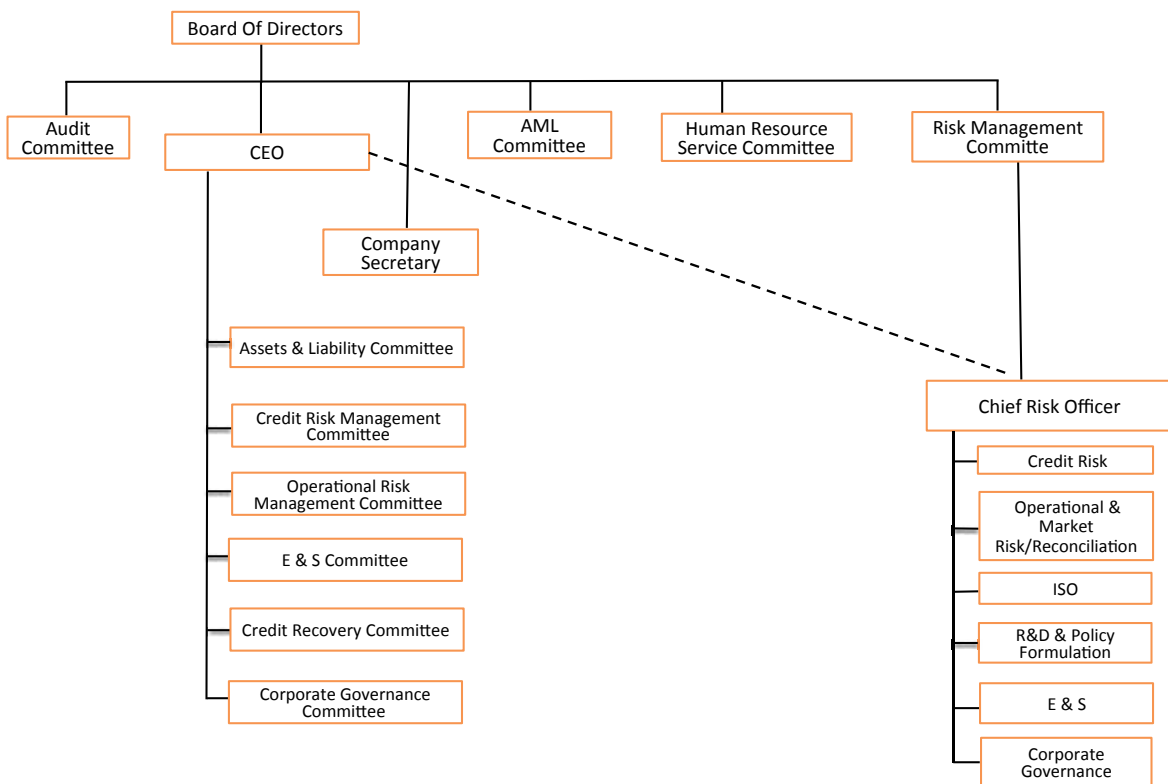 Board Of Directors
Audit
Committee
CEO
AML
Committee
Human Resource
Service Committee
Risk Management
Committe
Company
Secretary
Assets & Liability Committee
Credit Risk Management
Committee
Operational Risk
Management Committee
E & S Committee
Credit Recovery Committee
Corporate Governance
Committee
Chief Risk Officer
Credit Risk
Operational &
Market
Risk/Reconciliation
ISO
R&D & Policy
Formulation
E & S
Corporate
Governance